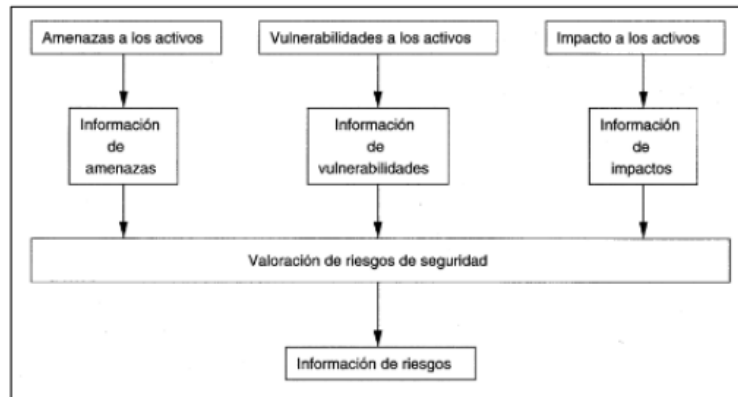 Amenazas a los activos
Vulnerabilidades a los activos
Impacto a los activos
Información
de
amenazas
Información
de
vulnerabilidades
Información
de
impactos
Valoración de riesgos de seguridad
Información de riesgos